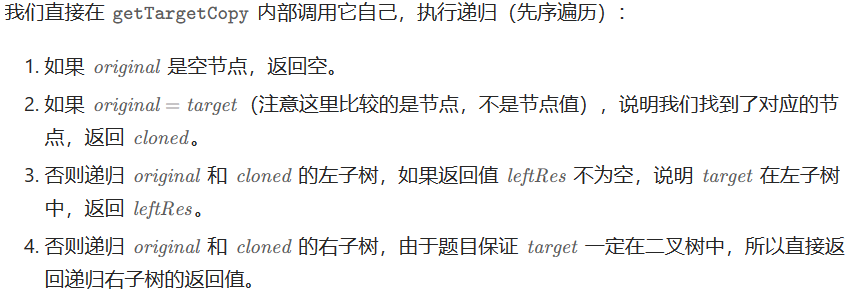 我们直接在 getTargetCopy 内部调用它自己，执行递归（先序遍历）：
1. 如果 original 是空节点，返回空。
2. 如果 original = target（注意这里比较的是节点，不是节点值），说明我们找到了对应的节
点，返回 cloned。
3. 否则递归 original 和 cloned 的左子树，如果返回值 leftRes 不为空，说明 target 在左子树
中，返回 leftRes。
4. 否则递归 original 和 cloned 的右子树，由于题目保证 target 一定在二叉树中，所以直接返
回递归右子树的返回值。